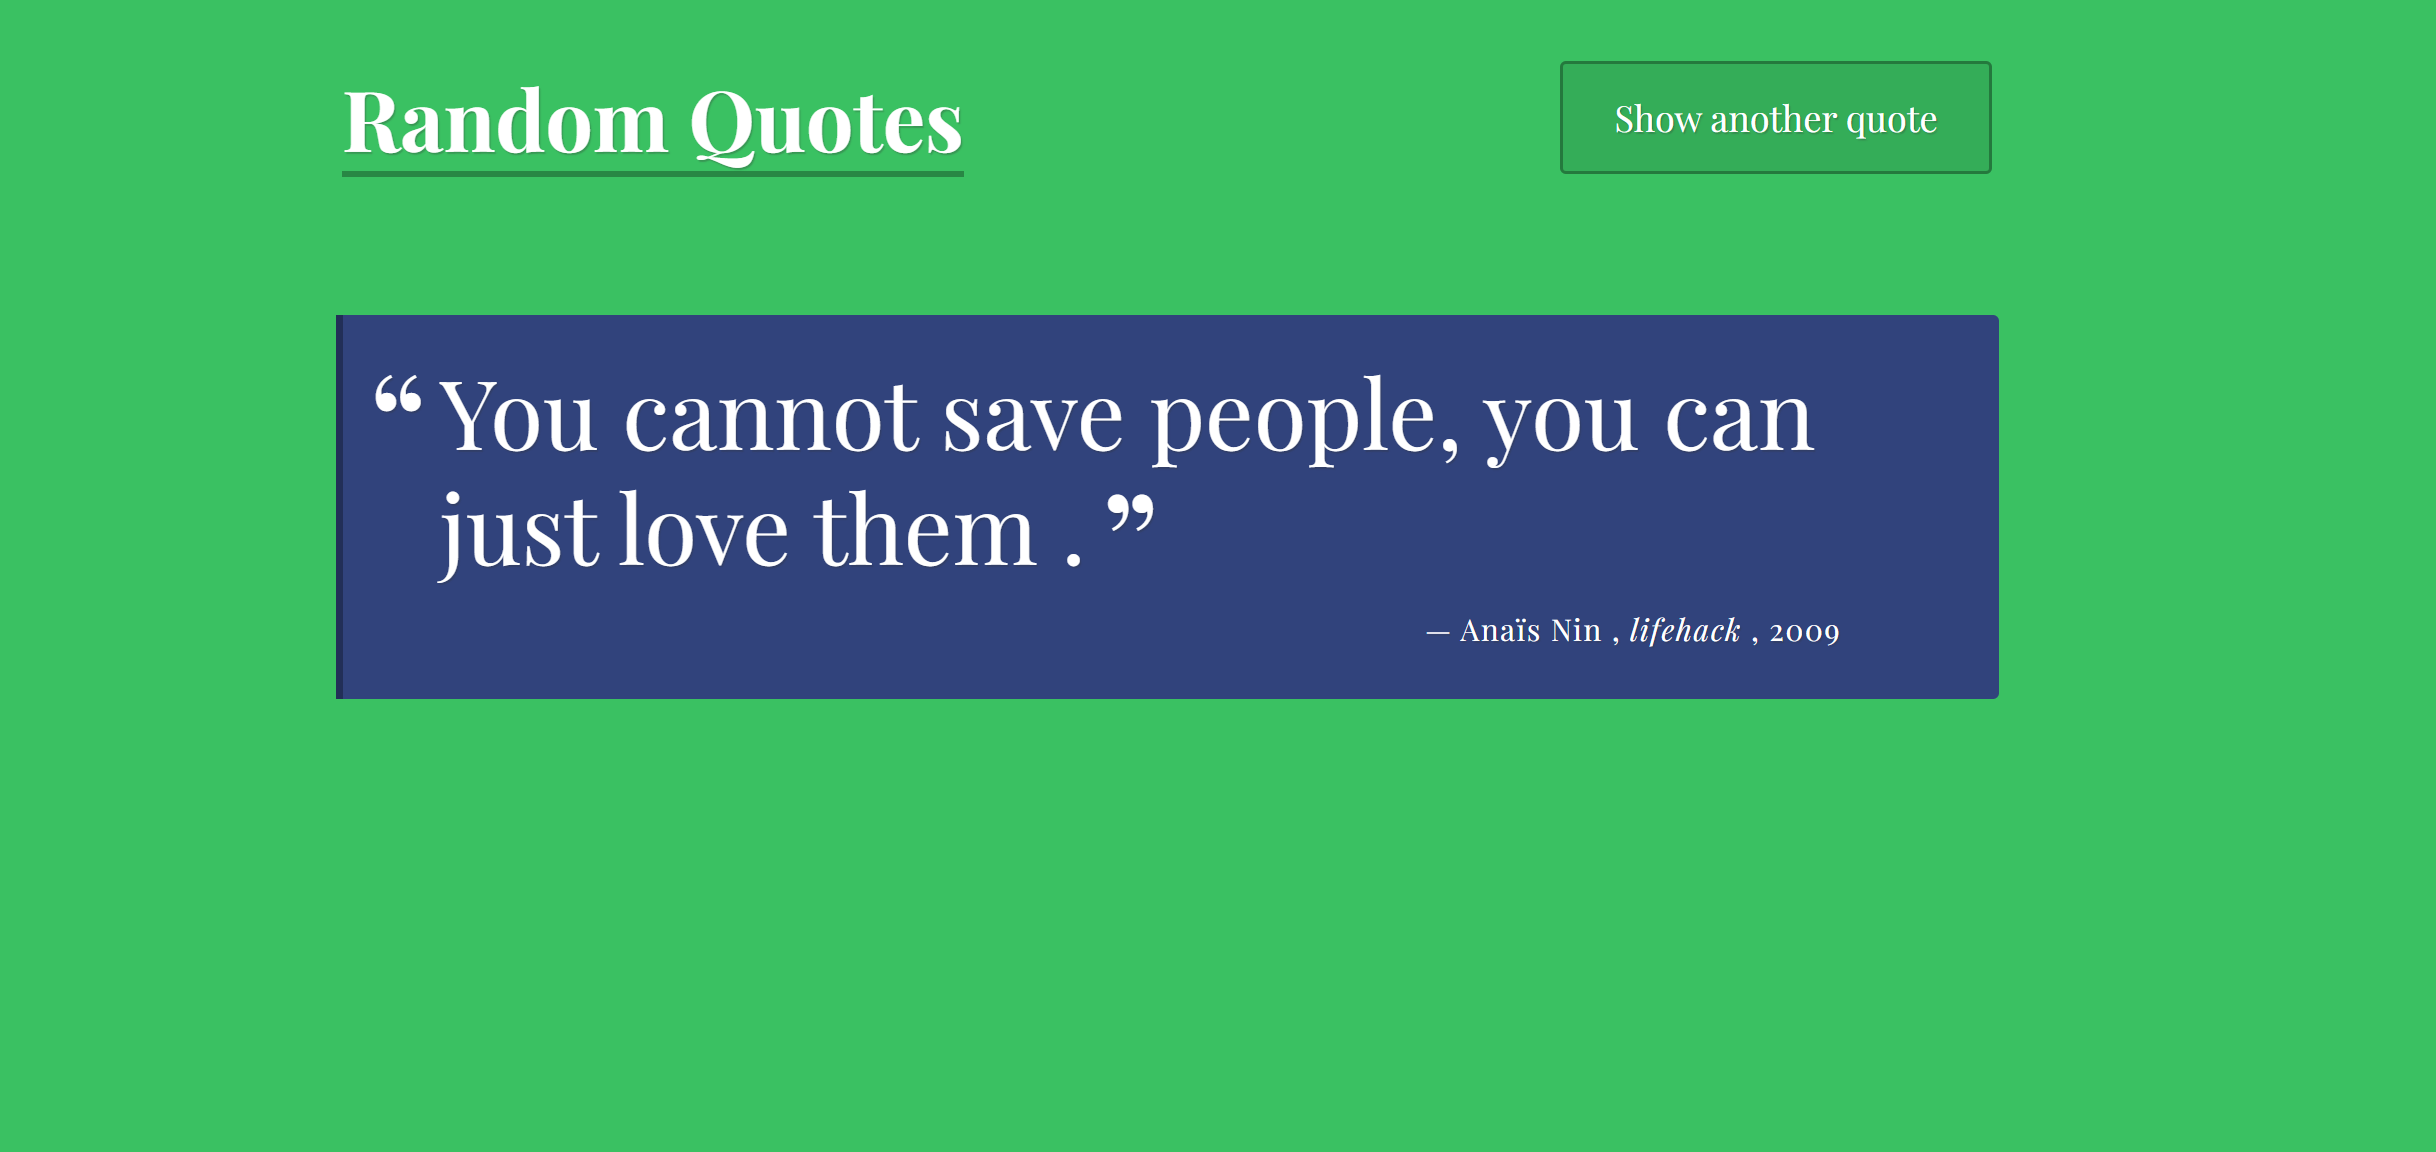 Random Quotes
Show another quote
“ You cannot save people, you can
just love them . ”
— Anaïs Nin , lifehack , 2009